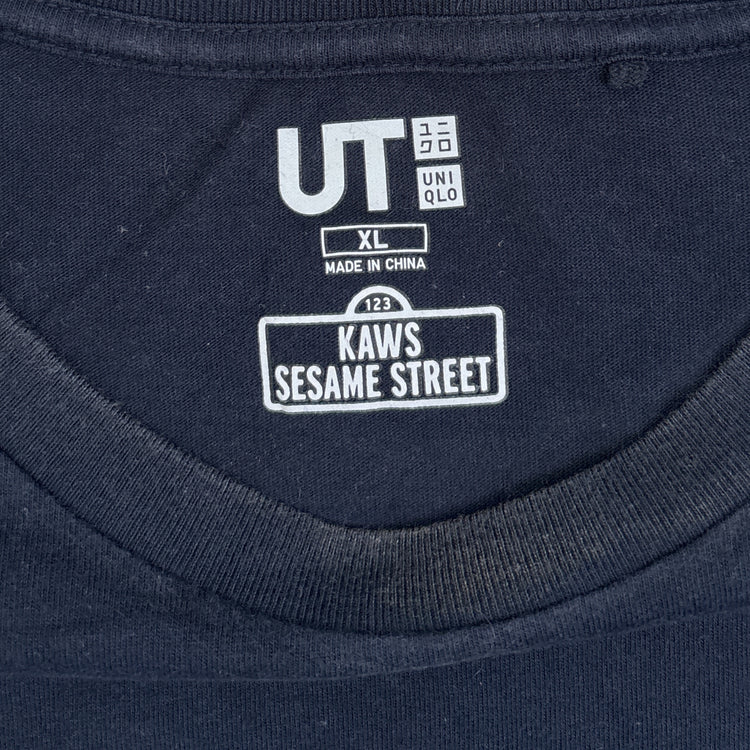 UT
ユニ
クロ
UNI
QLO
XL
MADE IN CHINA
123
KAWS
SESAME STREET